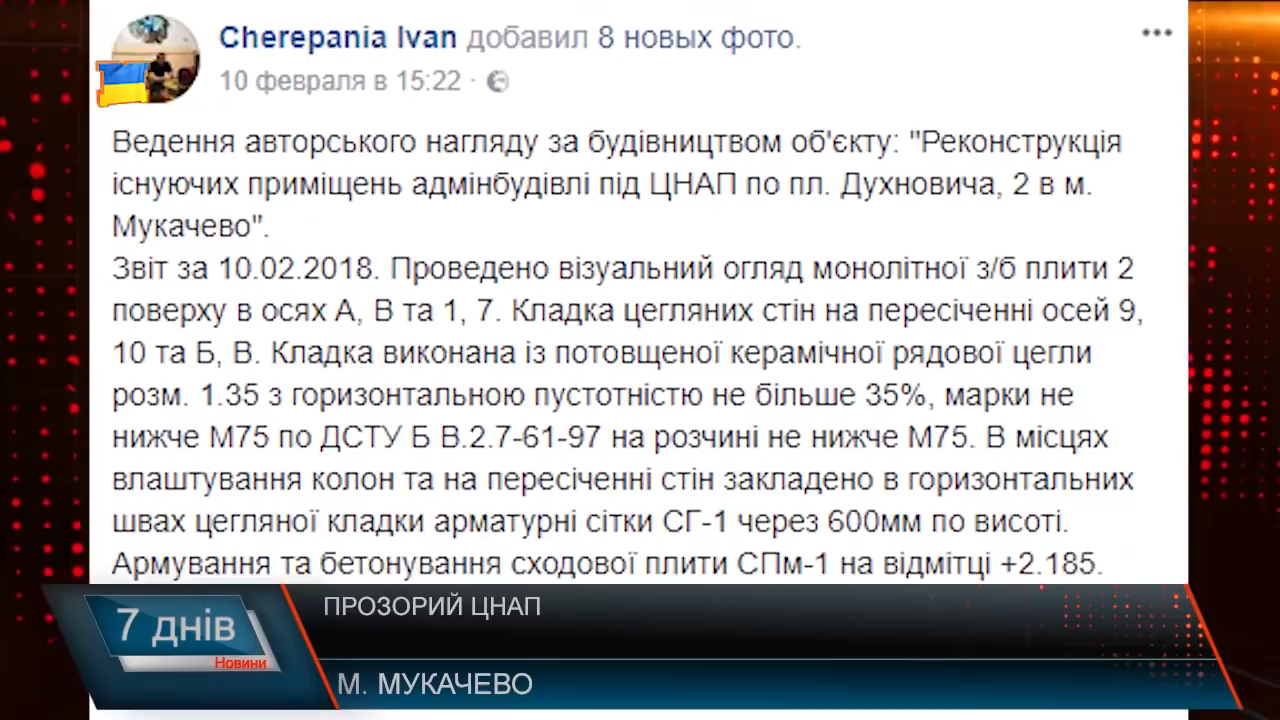 Cherepania Ivan добавил 8 новых фото.
10 февраля в 15:22 ·
Ведення авторського нагляду за будівництвом об'єкту: "Реконструкція
існуючих приміщень адмінбудівлі під ЦНАП по пл. Духновича, 2 в м.
Мукачево".
Звіт за 10.02.2018. Проведено візуальний огляд монолітної з/б плити 2
поверху в осях А, В та 1, 7. Кладка цегляних стін на пересіченні осей 9,
10 та Б, В. Кладка виконана із потовщеної керамічної рядової цегли
розм. 1.35 з горизонтальною пустотністю не більше 35%, марки не
нижче М75 по ДСТУ Б В.2.7-61-97 на розчині не нижче М75. В місцях
влаштування колон та на пересіченні стін закладено в горизонтальних
швах цегляної кладки арматурні сітки СГ-1 через 600мм по висоті.
Армування та бетонування сходової плити СПм-1 на відмітці +2.185.
ПРОЗОРИЙ ЦНАП
7 днів
Новини
М. МУКАЧЕВО